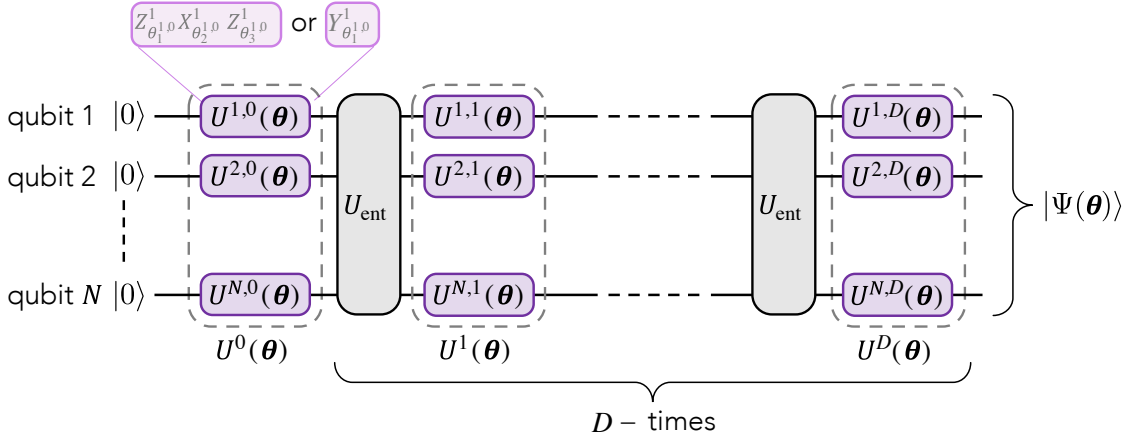 Z^1_{θ_1^{1,0}} X^1_{θ_2^{1,0}} Z^1_{θ_3^{1,0}} or Y^1_{θ_1^{1,0}}
qubit 1 |0⟩ U^{1,0}(θ) U^{1,1}(θ) U^{1,D}(θ)
qubit 2 |0⟩ U^{2,0}(θ) U^{2,1}(θ) U^{2,D}(θ)
U_ent U_ent |Ψ(θ)⟩
qubit N |0⟩ U^{N,0}(θ) U^{N,1}(θ) U^{N,D}(θ)
U^0(θ) U^1(θ) U^D(θ)
D − times